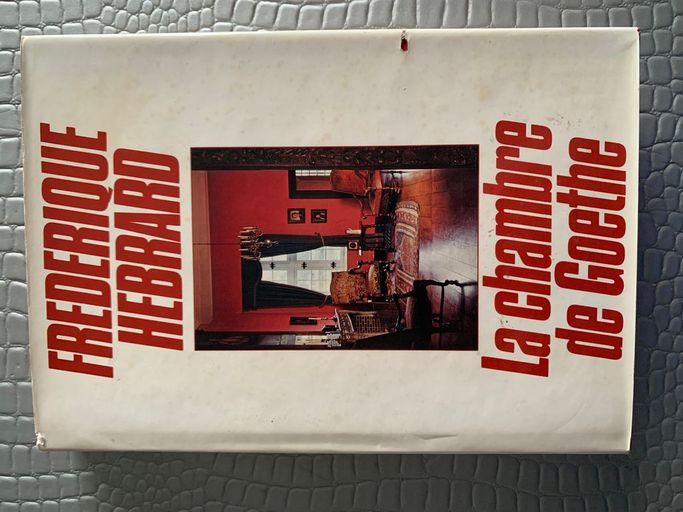 FREDERIQUE
HEBRARD
La chambre
de Goethe